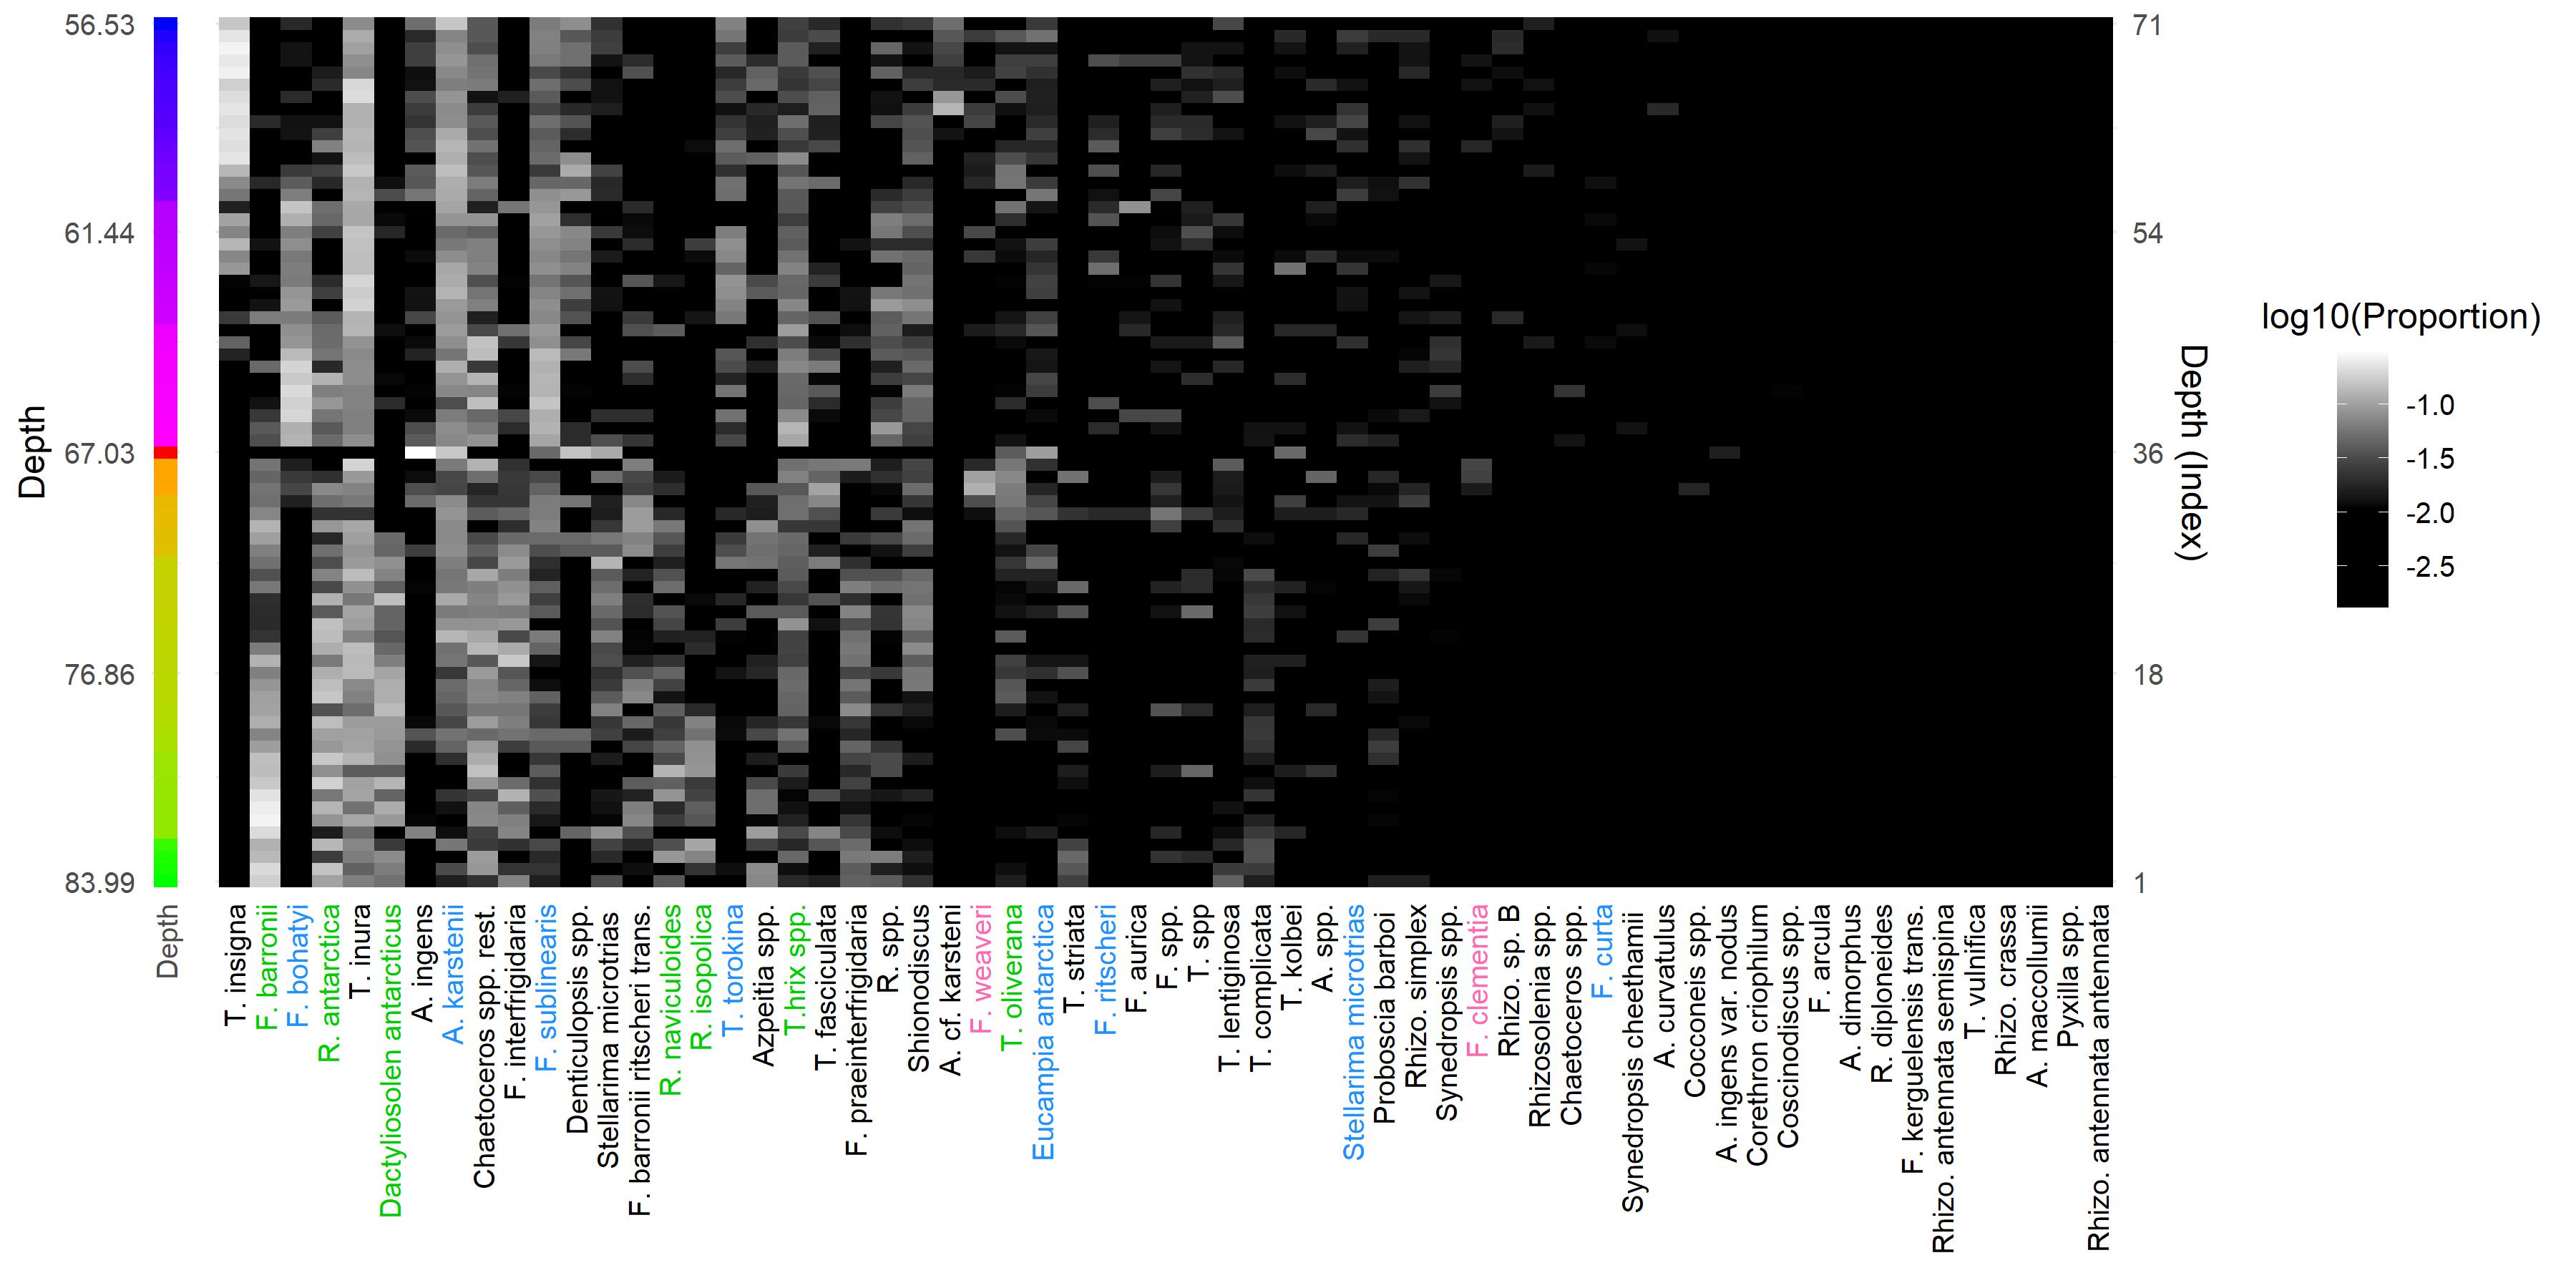 56.53
61.44
67.03
76.86
83.99
Depth
Depth
71
54
36
18
1
Depth (Index)
log10(Proportion)
-1.0
-1.5
-2.0
-2.5
T. insigna
F. barronii
F. bohatyi
R. antarctica
T. inura
Dactyliosolen antarcticus
A. ingens
A. karstenii
Chaetoceros spp. rest.
F. interfrigidaria
F. sublinearis
Denticulopsis spp.
Stellarima microtrias
F. barronii ritscheri trans.
R. naviculoides
R. isopolica
T. torokina
Azpeitia spp.
T.hrix spp.
T. fasciculata
F. praeinterfrigidaria
R. spp.
Shionodiscus
A. cf. karsteni
F. weaveri
T. oliverana
Eucampia antarctica
T. striata
F. ritscheri
F. aurica
F. spp.
T. spp
T. lentiginosa
T. complicata
T. kolbei
A. spp.
Stellarima microtrias
Proboscia barboi
Rhizo. simplex
Synedropsis spp.
F. clementia
Rhizo. sp. B
Rhizosolenia spp.
Chaetoceros spp.
F. curta
Synedropsis cheethamii
A. curvatulus
Cocconeis spp.
A. ingens var. nodus
Corethron criophilum
Coscinodiscus spp.
F. arcula
A. dimorphus
R. diploneides
F. kerguelensis trans.
Rhizo. antennata semispina
T. vulnifica
Rhizo. crassa
A. maccollumii
Pyxilla spp.
Rhizo. antennata antennata